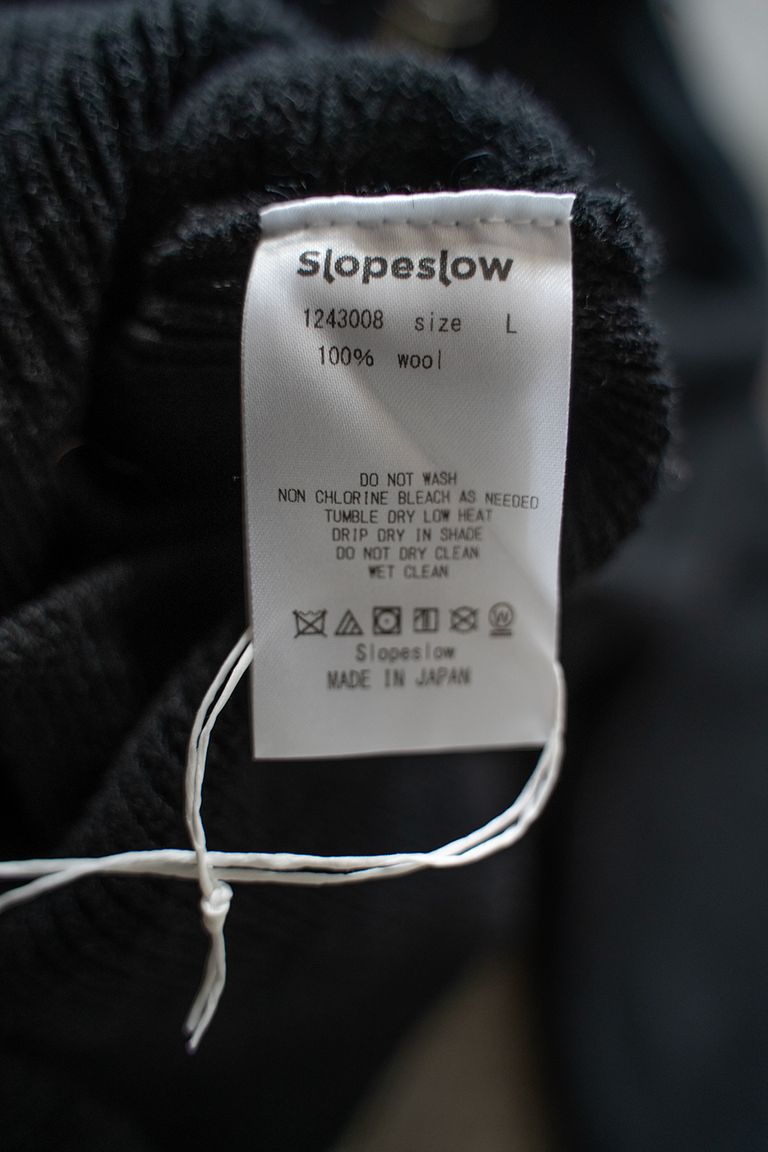 Slopeslow
1243008 size L
100% wool
DO NOT WASH
NON CHLORINE BLEACH AS NEEDED
TUMBLE DRY LOW HEAT
DRIP DRY IN SHADE
DO NOT DRY CLEAN
WET CLEAN
W
Slopeslow
MADE IN JAPAN